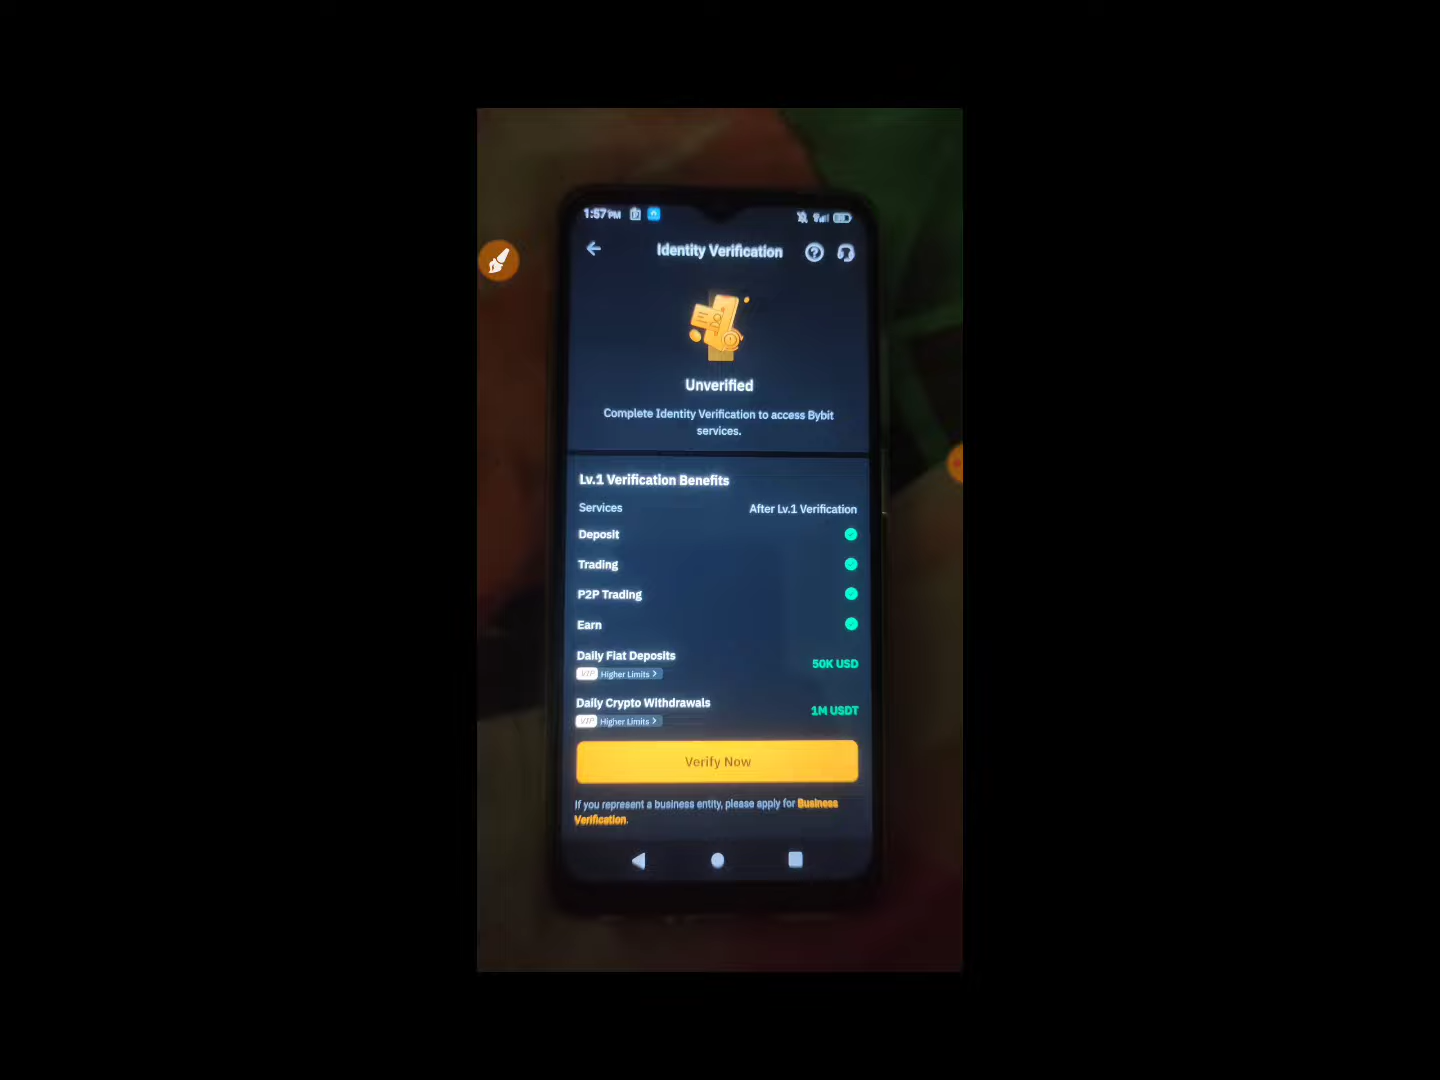 1:57 PM
Identity Verification
Unverified
Complete Identity Verification to access Bybit
services.
Lv.1 Verification Benefits
Services After Lv.1 Verification
Deposit
Trading
P2P Trading
Earn
Daily Fiat Deposits
50K USD
VIP Higher Limits >
Daily Crypto Withdrawals
1M USDT
VIP Higher Limits >
Verify Now
If you represent a business entity, please apply for Business
Verification.